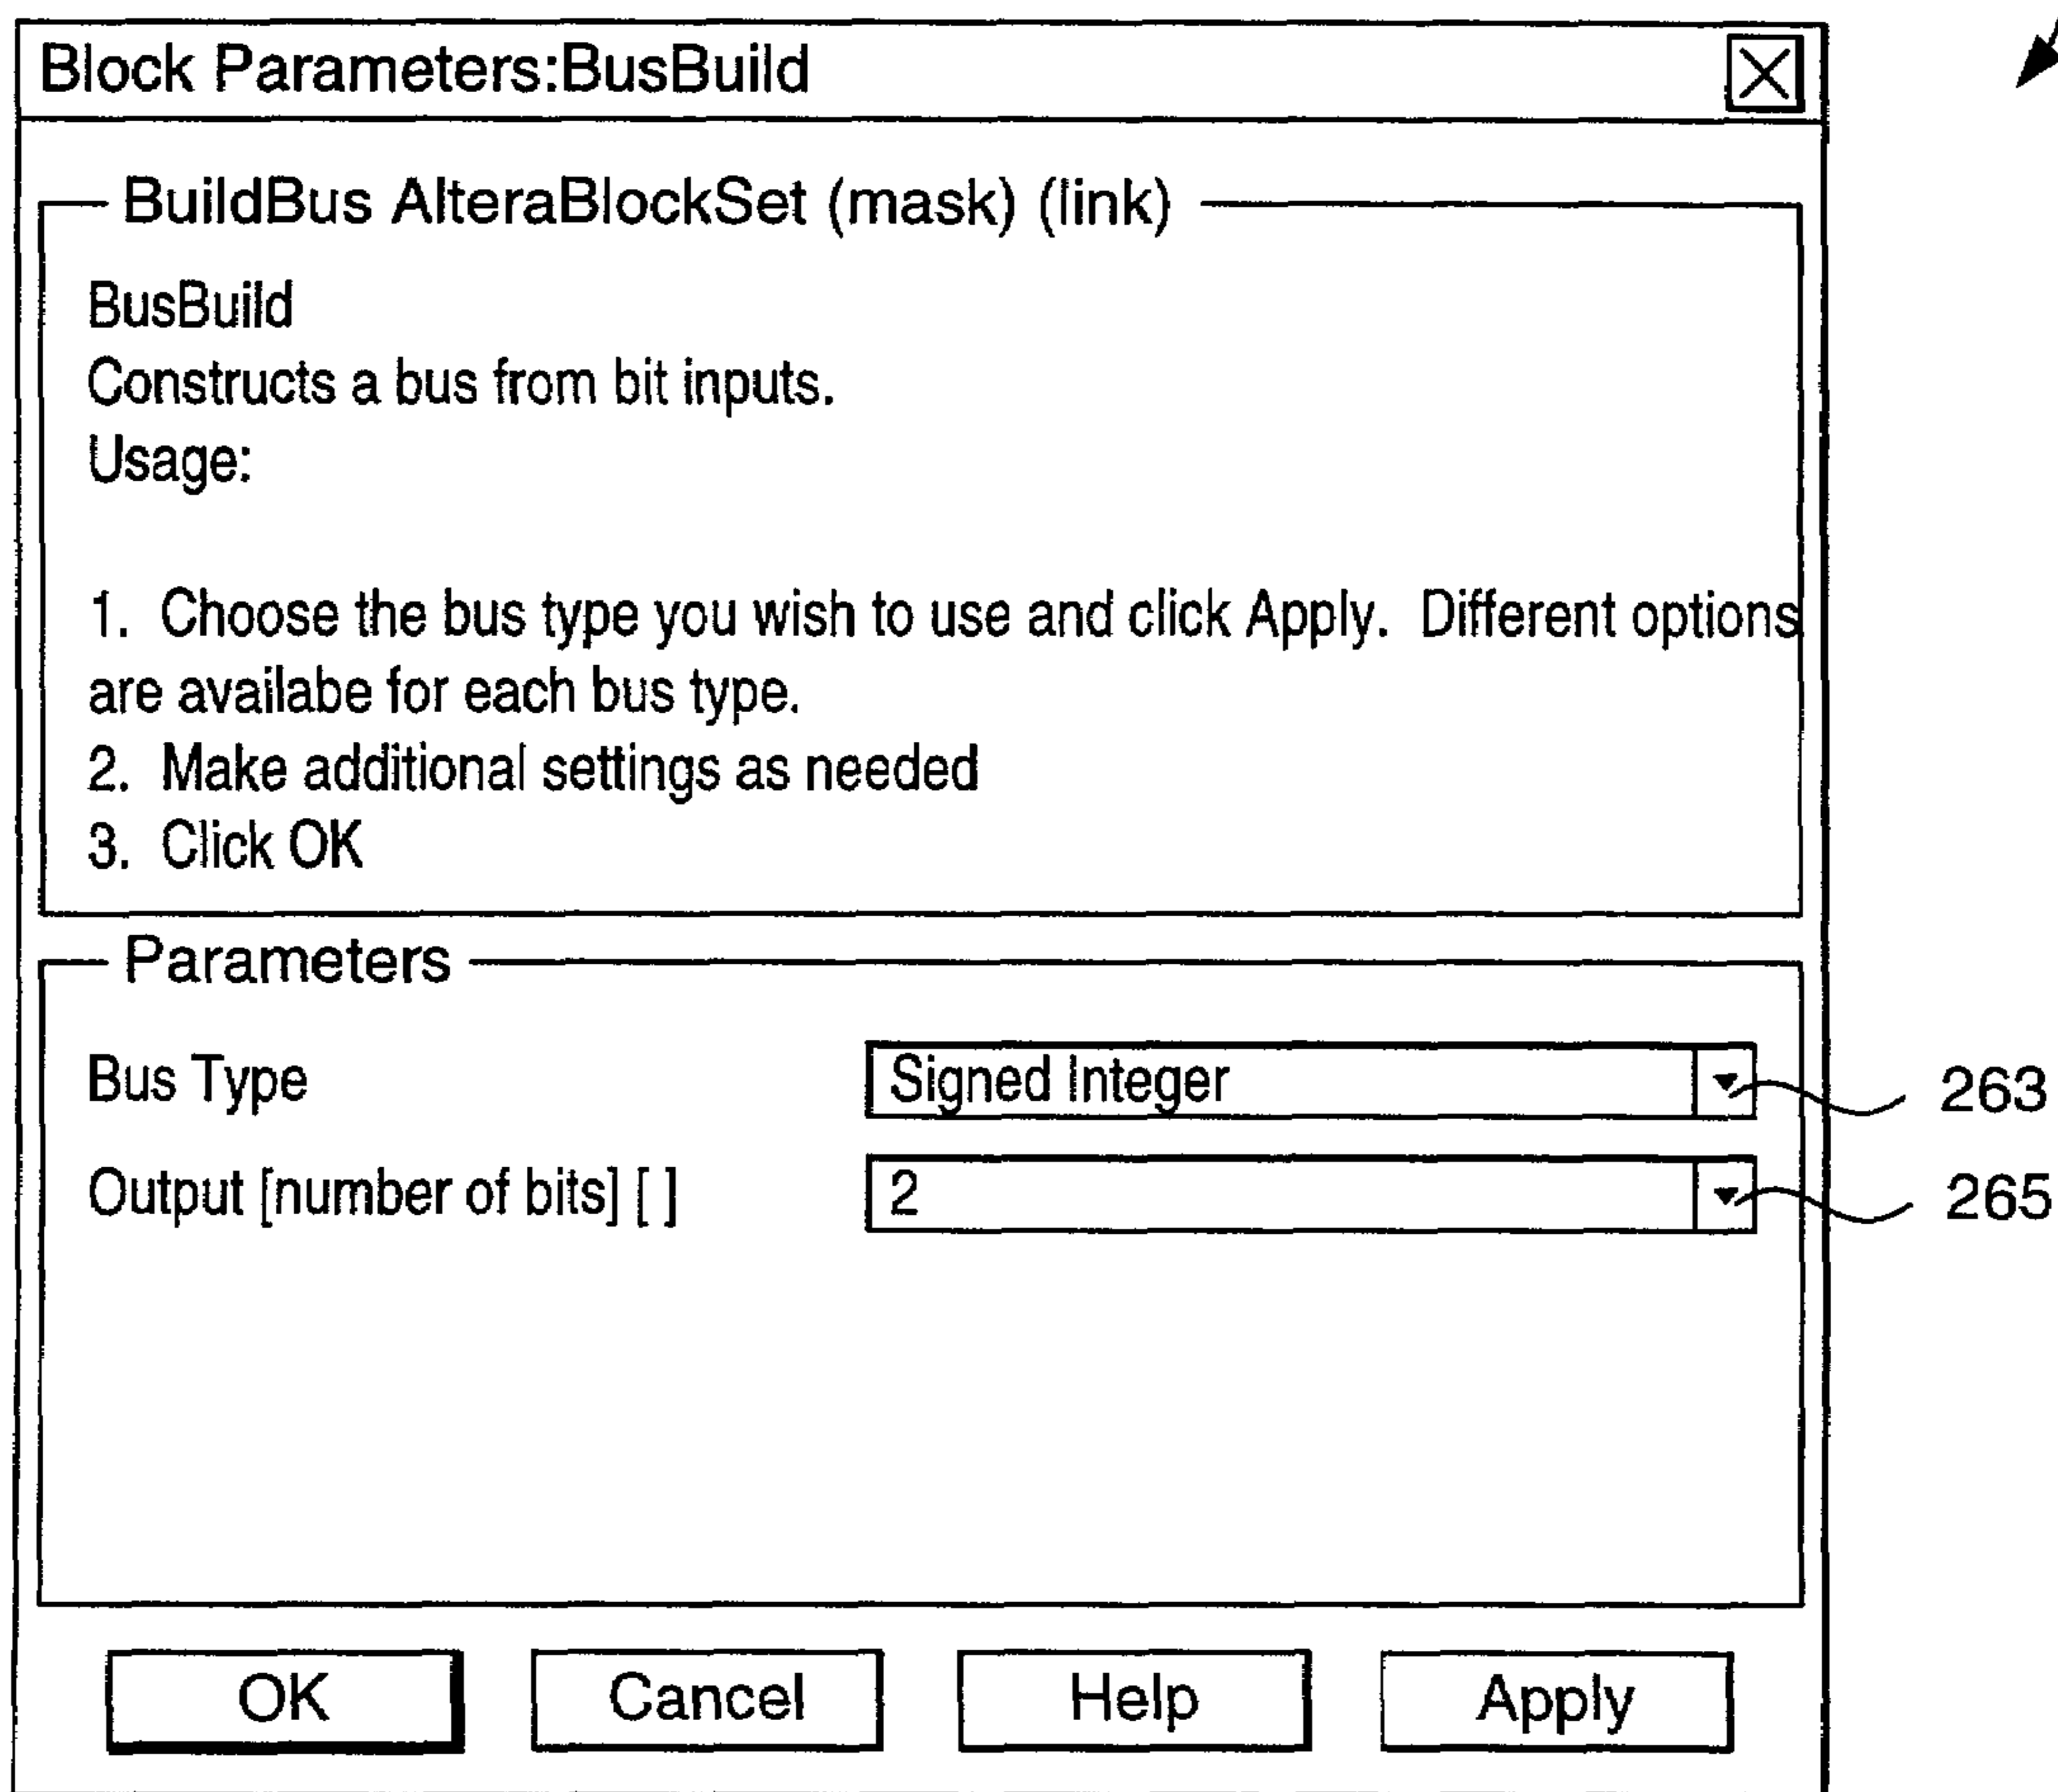 Block Parameters:BusBuild
BuildBus AlteraBlockSet (mask) (link)
BusBuild
Constructs a bus from bit inputs.
Usage:
1. Choose the bus type you wish to use and click Apply. Different options
are availabe for each bus type.
2. Make additional settings as needed
3. Click OK
Parameters
Bus Type Signed Integer 263
Output [number of bits] [ ] 2 265
OK Cancel Help Apply